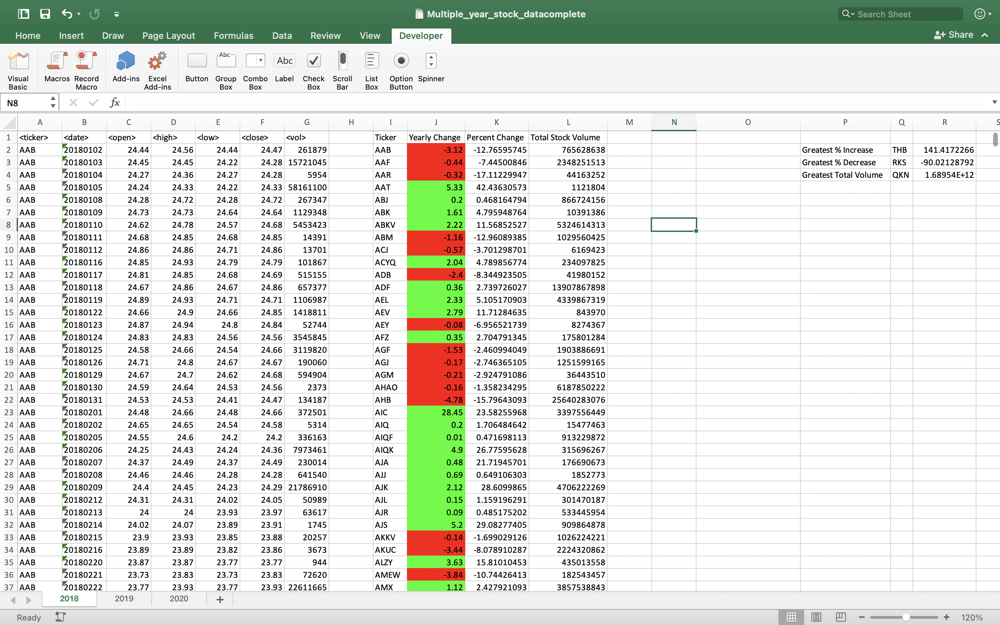 Multiple_year_stock_datacomplete
Search Sheet
Home Insert Draw Page Layout Formulas Data Review View Developer Share
Visual Basic Macros Record Macro Add-ins Excel Add-ins Button Abc Group Box Combo Box Abc Label Check Box Scroll Bar List Box Option Button Spinner
N8 fx
A B C D E F G H I J K L M N O P Q R S
1 <ticker> <date> <open> <high> <low> <close> <vol> Ticker Yearly Change Percent Change Total Stock Volume
2 AAB 20180102 24.44 24.56 24.44 24.47 261879 AAB -3.12 -12.76595745 765628638 Greatest % Increase THB 141.4172266
3 AAB 20180103 24.45 24.45 24.22 24.28 15721045 AAF -0.44 -7.44500846 2348251513 Greatest % Decrease RKS -90.02128792
4 AAB 20180104 24.27 24.36 24.27 24.28 5954 AAR -0.32 -17.11229947 44163252 Greatest Total Volume QKN 1.68954E+12
5 AAB 20180105 24.24 24.33 24.22 24.33 58161100 AAT 5.33 42.43630573 1121804
6 AAB 20180108 24.28 24.72 24.28 24.72 267347 ABJ 0.2 0.468164794 866724156
7 AAB 20180109 24.73 24.73 24.64 24.64 1129348 ABK 1.61 4.795948764 10391386
8 AAB 20180110 24.62 24.78 24.57 24.68 5453423 ABKV 2.22 11.56852527 5324614313
9 AAB 20180111 24.68 24.85 24.68 24.85 14391 ABM -1.16 -12.96089385 1029560425
10 AAB 20180112 24.86 24.86 24.71 24.86 13701 ACJ -0.57 -3.701298701 6169423
11 AAB 20180116 24.85 24.93 24.79 24.79 101867 ACYQ 2.04 4.789856774 234097825
12 AAB 20180117 24.81 24.85 24.68 24.69 515155 ADB -2.4 -8.344923505 41980152
13 AAB 20180118 24.67 24.86 24.67 24.86 657377 ADF 0.36 2.739726027 13907867898
14 AAB 20180119 24.89 24.93 24.71 24.71 1106987 AEL 2.33 5.105170903 4339867319
15 AAB 20180122 24.66 24.9 24.66 24.85 1418811 AEV 2.79 11.71284635 843970
16 AAB 20180123 24.87 24.94 24.8 24.84 52744 AEY -0.08 -6.956521739 8274367
17 AAB 20180124 24.83 24.83 24.56 24.56 3545845 AFZ 0.35 2.704791345 175801284
18 AAB 20180125 24.58 24.66 24.54 24.66 3119820 AGF -1.53 -2.460994049 1903886691
19 AAB 20180126 24.71 24.8 24.67 24.67 190060 AGJ -0.17 -2.746365105 1251599165
20 AAB 20180129 24.67 24.7 24.62 24.68 594904 AGM -0.21 -2.924791086 36443510
21 AAB 20180130 24.59 24.64 24.53 24.56 2373 AHAO -0.16 -1.358234295 6187850222
22 AAB 20180131 24.53 24.53 24.41 24.47 134187 AHB -4.78 -15.79643093 25640283076
23 AAB 20180201 24.48 24.66 24.48 24.66 372501 AIC 28.45 23.58255968 3397556449
24 AAB 20180202 24.65 24.65 24.54 24.58 5314 AIQ 0.2 1.706484642 15477463
25 AAB 20180205 24.55 24.6 24.2 24.2 336163 AIQF 0.01 0.471698113 913229872
26 AAB 20180206 24.25 24.43 24.24 24.36 7973461 AIQK 4.9 26.77595628 315696267
27 AAB 20180207 24.37 24.49 24.37 24.49 230014 AJA 0.48 21.71945701 176690673
28 AAB 20180208 24.46 24.46 24.28 24.28 641540 AJJ 0.69 0.649106303 1852773
29 AAB 20180209 24.4 24.45 24.23 24.29 21786910 AJK 2.12 28.6099865 4706222269
30 AAB 20180212 24.31 24.31 24.02 24.05 50989 AJL 0.15 1.159196291 301470187
31 AAB 20180213 24 24 23.93 23.97 63617 AJR 0.09 0.485175202 533445954
32 AAB 20180214 24.02 24.07 23.89 23.91 1745 AJS 5.2 29.08277405 909864878
33 AAB 20180215 23.9 23.93 23.85 23.88 20257 AKKV -0.14 -1.699029126 1026224221
34 AAB 20180216 23.89 23.89 23.82 23.86 3673 AKUC -3.44 -8.078910287 2224320862
35 AAB 20180220 23.87 23.87 23.77 23.77 944 ALZY 3.63 15.81010453 435013558
36 AAB 20180221 23.73 23.83 23.73 23.83 72620 AMEW -3.84 -10.74426413 182543457
37 AAB 20180222 23.77 23.93 23.77 23.93 22611665 AMX 1.12 2.427921093 3857538843
2018 2019 2020 +
Ready 120%